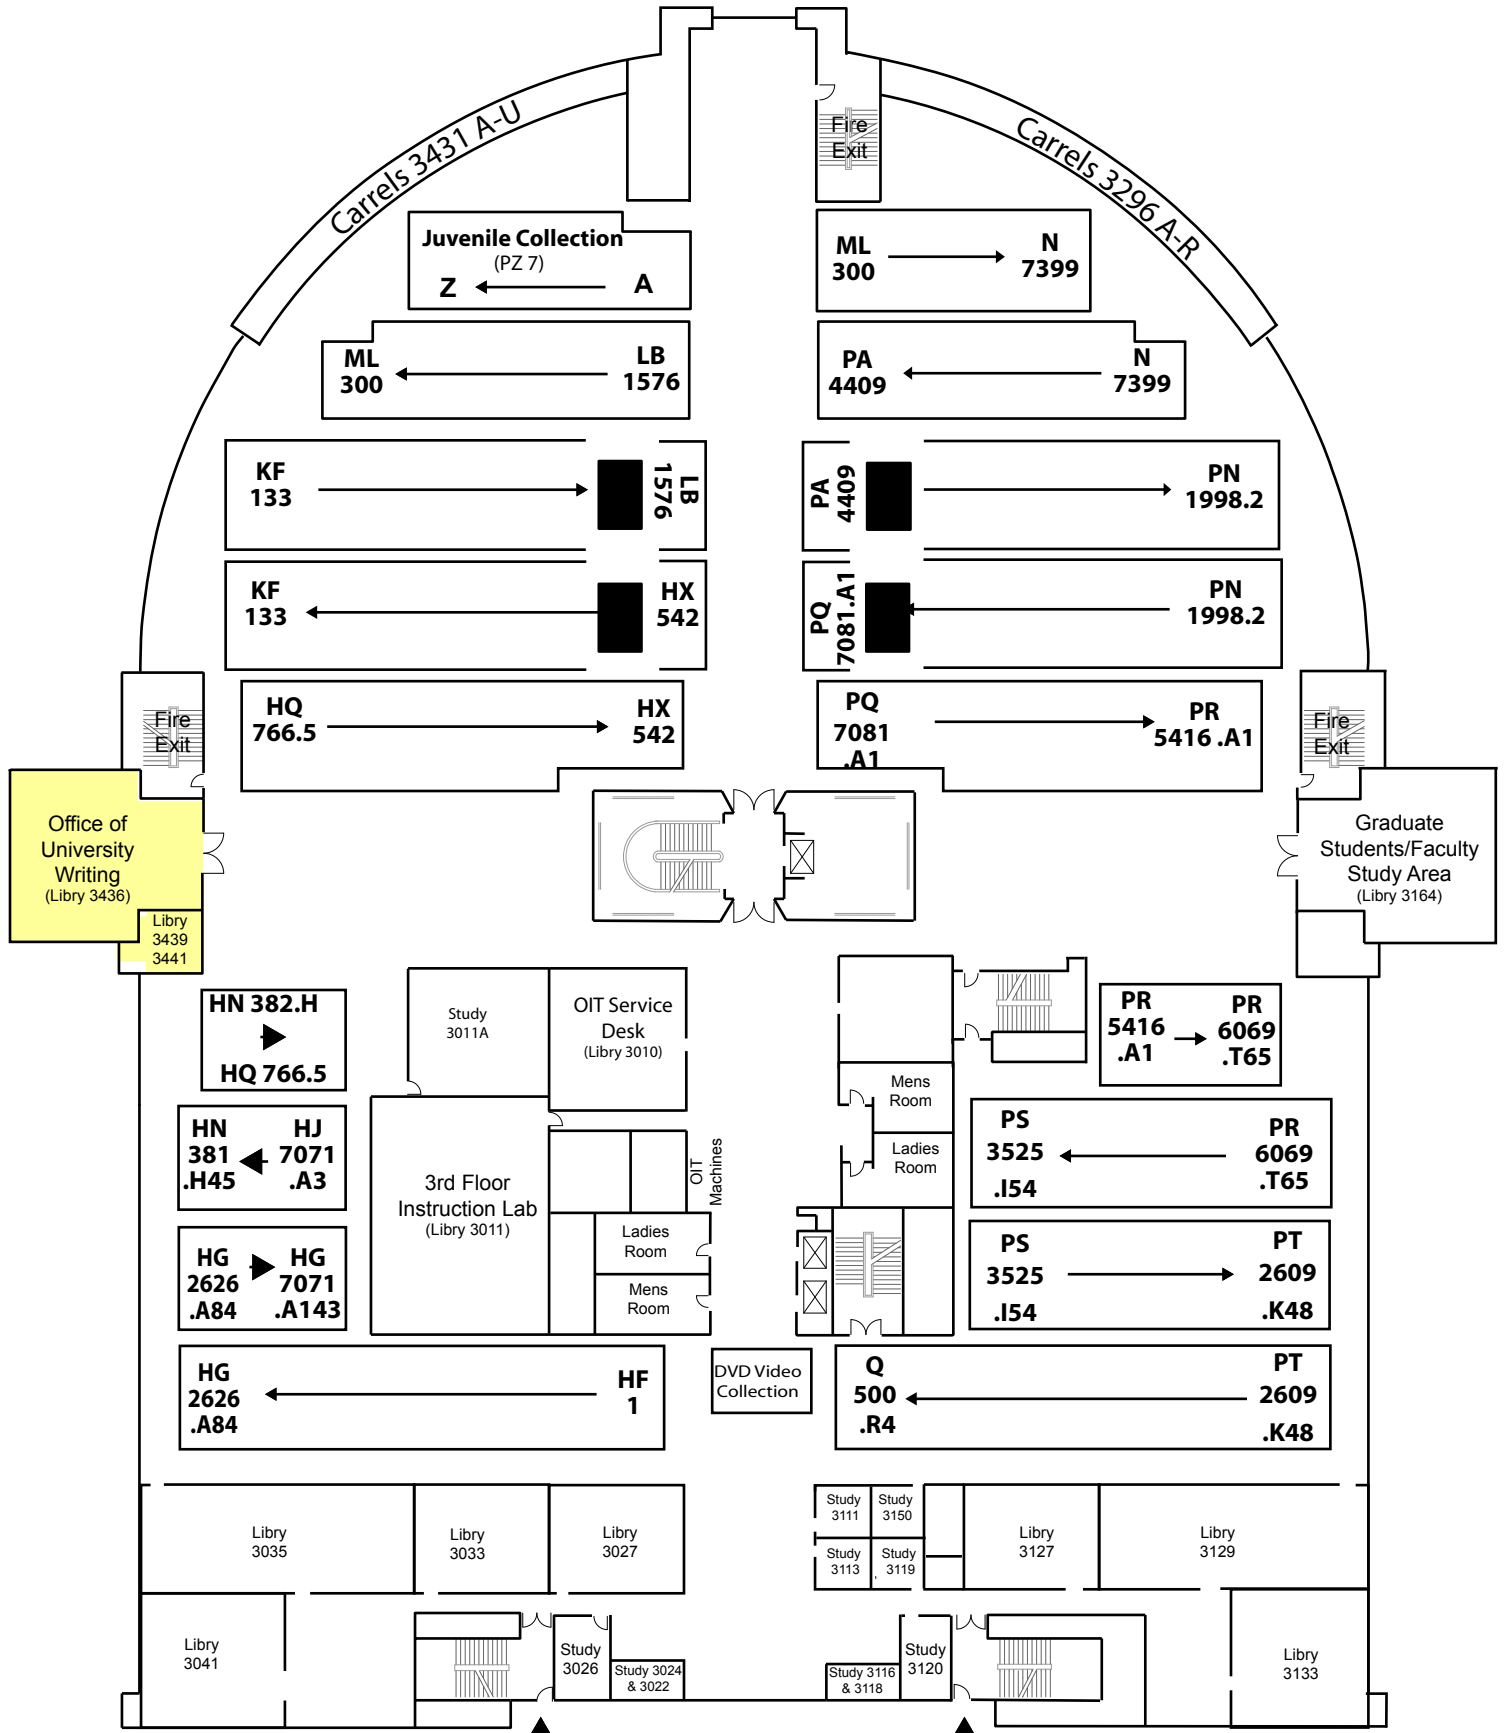 Carrels 3431 A-U
Fire
Exit
Carrels 3296 A-R
Juvenile Collection
(PZ 7)
Z
A
ML
300
N
7399
ML
300
LB
1576
PA
4409
N
7399
KF
133
LB
1576
PA
4409
PN
1998.2
KF
133
HX
542
PQ
7081.A1
PN
1998.2
HQ
766.5
HX
542
PQ
7081
.A1
PR
5416 .A1
Fire
Exit
Fire
Exit
Office of
University
Writing
(Libry 3436)
Libry
3439
3441
Graduate
Students/Faculty
Study Area
(Libry 3164)
HN 382.H
HQ 766.5
Study
3011A
OIT Service
Desk
(Libry 3010)
PR
5416
.A1
PR
6069
.T65
Mens
Room
Ladies
Room
HN
381
.H45
HJ
7071
.A3
3rd Floor
Instruction Lab
(Libry 3011)
OIT
Machines
PS
3525
.I54
PR
6069
.T65
HG
2626
.A84
HG
7071
.A143
Ladies
Room
Mens
Room
PS
3525
.I54
PT
2609
.K48
HG
2626
.A84
HF
1
DVD Video
Collection
Q
500
.R4
PT
2609
.K48
Libry
3035
Libry
3033
Libry
3027
Study
3111
Study
3150
Study
3113
Study
3119
Libry
3127
Libry
3129
Libry
3041
Study
3026
Study 3024
& 3022
Study 3116
& 3118
Study
3120
Libry
3133